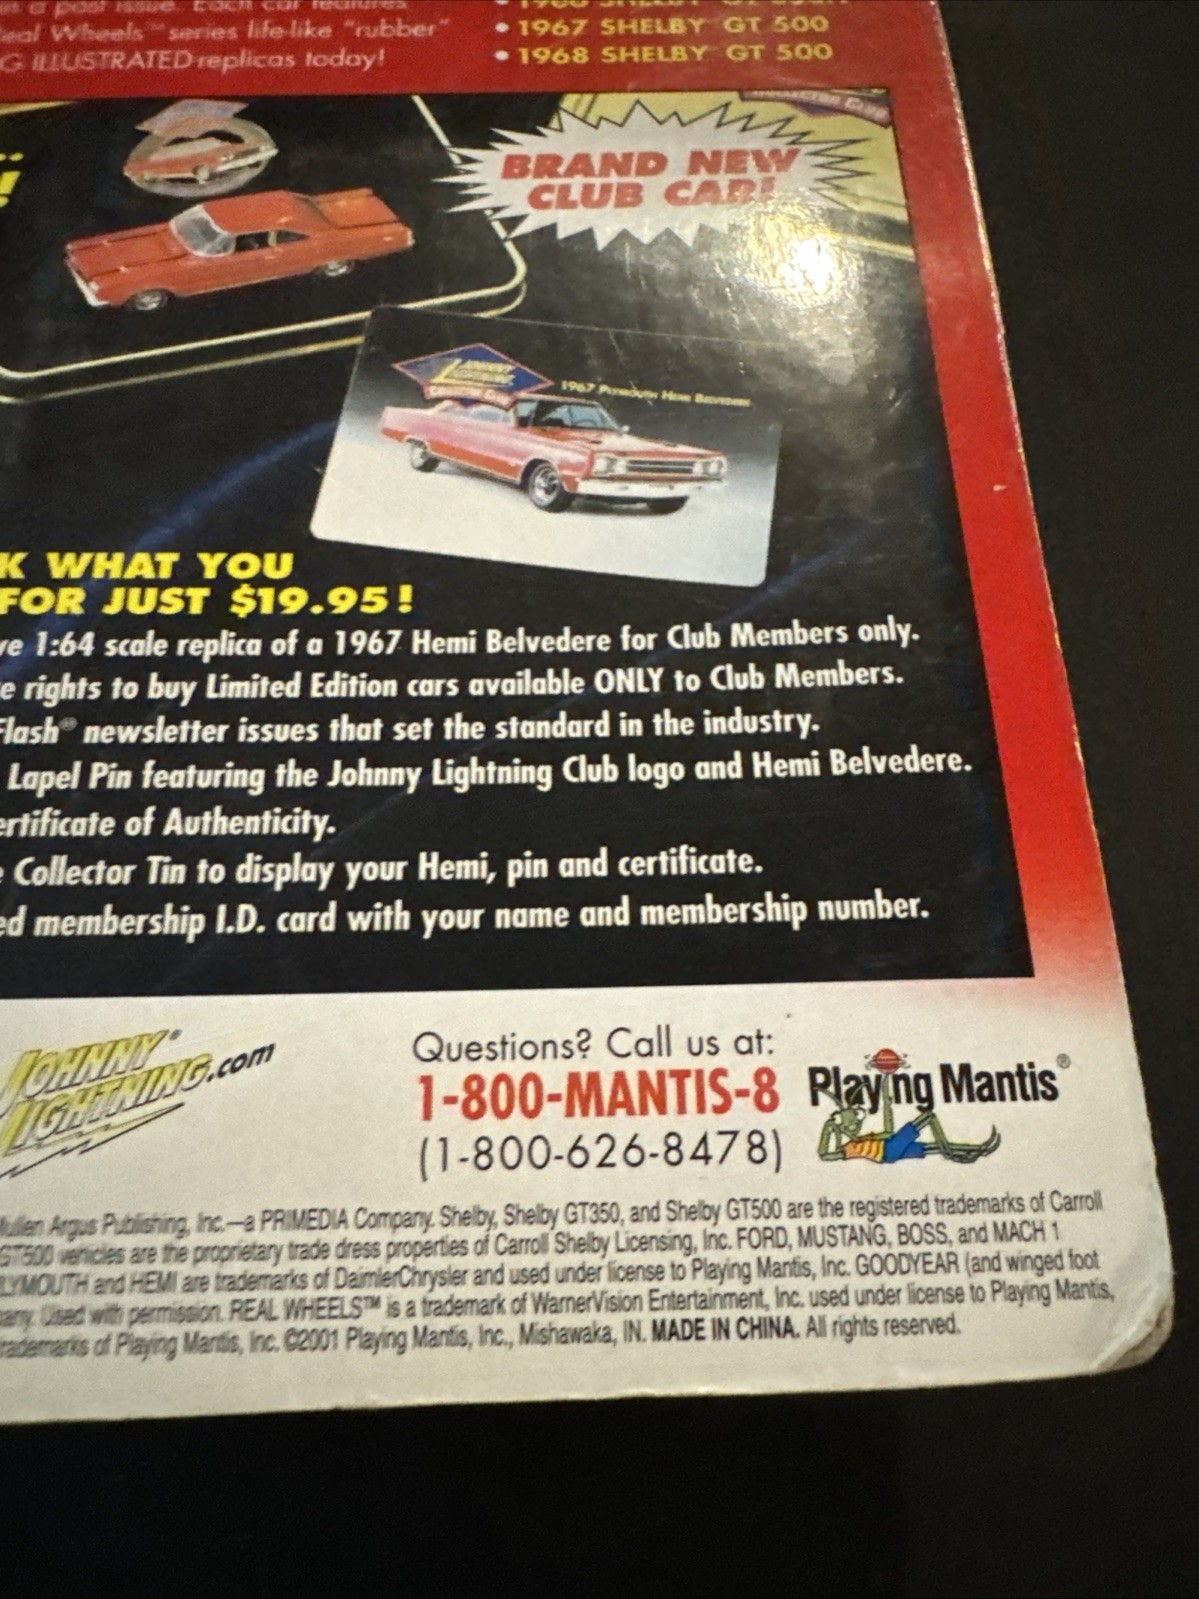 a past issue. Each car features
Real Wheels™ series life-like "rubber"
G ILLUSTRATED replicas today!
• 1967 SHELBY GT 500
• 1968 SHELBY GT 500
COLLECTOR CLUB
BRAND NEW
CLUB CAR!
JOHNNY
LIGHTNING
COLLECTOR CLUB
1967 PLYMOUTH HEMI BELVEDERE
K WHAT YOU
FOR JUST $19.95!
ve 1:64 scale replica of a 1967 Hemi Belvedere for Club Members only.
e rights to buy Limited Edition cars available ONLY to Club Members.
Flash newsletter issues that set the standard in the industry.
Lapel Pin featuring the Johnny Lightning Club logo and Hemi Belvedere.
ertificate of Authenticity.
e Collector Tin to display your Hemi, pin and certificate.
ed membership I.D. card with your name and membership number.
JOHNNY®
LIGHTNING.com
Questions? Call us at:
1-800-MANTIS-8
(1-800-626-8478)
Playing Mantis®
Mullen Argus Publishing, Inc.—a PRIMEDIA Company. Shelby, Shelby GT350, and Shelby GT500 are the registered trademarks of Carroll
GT500 vehicles are the proprietary trade dress properties of Carroll Shelby Licensing, Inc. FORD, MUSTANG, BOSS, and MACH 1
PLYMOUTH and HEMI are trademarks of DaimlerChrysler and used under license to Playing Mantis, Inc. GOODYEAR (and winged foot
any. Used with permission. REAL WHEELS™ is a trademark of WarnerVision Entertainment, Inc. used under license to Playing Mantis,
trademarks of Playing Mantis, Inc. ©2001 Playing Mantis, Inc., Mishawaka, IN. MADE IN CHINA. All rights reserved.